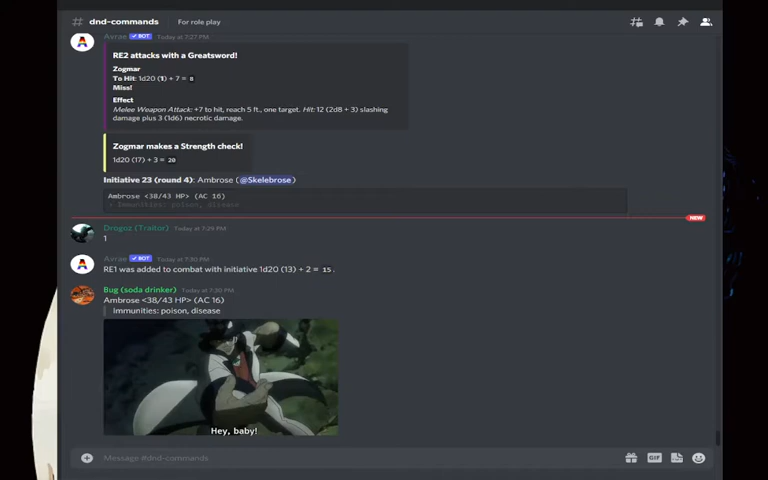 dnd-commands For role play
Avrae BOT Today at 7:27 PM
RE2 attacks with a Greatsword!
Zogmar
To Hit: 1d20 (1) + 7 = 8
Miss!
Effect
Melee Weapon Attack: +7 to hit, reach 5 ft., one target. Hit: 12 (2d8 + 3) slashing
damage plus 3 (1d6) necrotic damage.
Zogmar makes a Strength check!
1d20 (17) + 3 = 20
Initiative 23 (round 4): Ambrose (@Skelebrose)
Ambrose <38/43 HP> (AC 16)
> Immunities: poison, disease
NEW
Drogoz (Traitor) Today at 7:29 PM
1
Avrae BOT Today at 7:30 PM
RE1 was added to combat with initiative 1d20 (13) + 2 = 15.
Bug (soda drinker) Today at 7:30 PM
Ambrose <38/43 HP> (AC 16)
Immunities: poison, disease
Hey, baby!
Message #dnd-commands
GIF